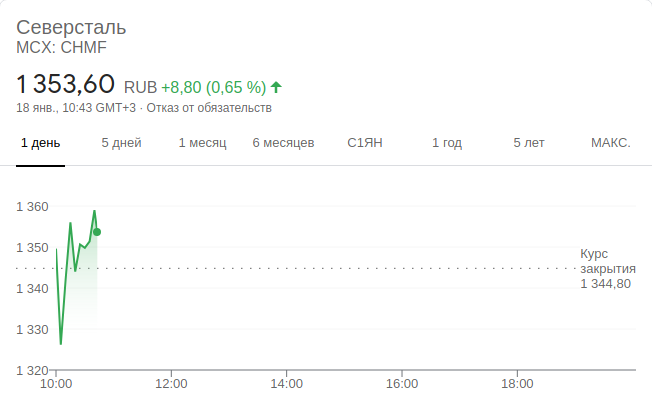 Северсталь
MCX: CHMF
1 353,60 RUB +8,80 (0,65 %)
18 янв., 10:43 GMT+3 · Отказ от обязательств
1 день 5 дней 1 месяц 6 месяцев С1ЯН 1 год 5 лет МАКС.
1 360
1 350
1 340
1 330
1 320
Курс
закрытия
1 344,80
10:00 12:00 14:00 16:00 18:00